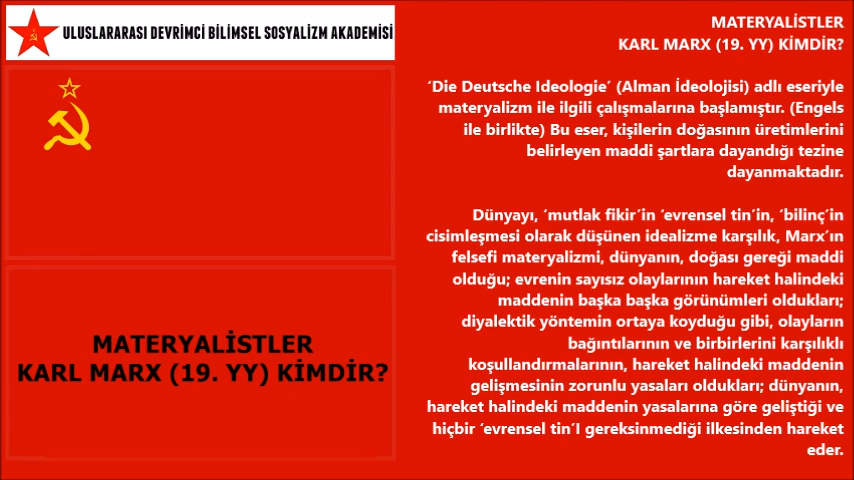 ULUSLARARASI DEVRİMCİ BİLİMSEL SOSYALİZM AKADEMİSİ
MATERYALİSTLER
KARL MARX (19. YY) KİMDİR?
MATERYALİSTLER
KARL MARX (19. YY) KİMDİR?
‘Die Deutsche Ideologie’ (Alman İdeolojisi) adlı eseriyle
materyalizm ile ilgili çalışmalarına başlamıştır. (Engels
ile birlikte) Bu eser, kişilerin doğasının üretimlerini
belirleyen maddi şartlara dayandığı tezine
dayanmaktadır.
Dünyayı, ‘mutlak fikir’in ‘evrensel tin’in, ‘bilinç’in
cisimleşmesi olarak düşünen idealizme karşılık, Marx’ın
felsefi materyalizmi, dünyanın, doğası gereği maddi
olduğu; evrenin sayısız olaylarının hareket halindeki
maddenin başka başka görünümleri oldukları;
diyalektik yöntemin ortaya koyduğu gibi, olayların
bağıntılarının ve birbirlerini karşılıklı
koşullandırmalarının, hareket halindeki maddenin
gelişmesinin zorunlu yasaları oldukları; dünyanın,
hareket halindeki maddenin yasalarına göre geliştiği ve
hiçbir ‘evrensel tin’I gereksinmediği ilkesinden hareket
eder.